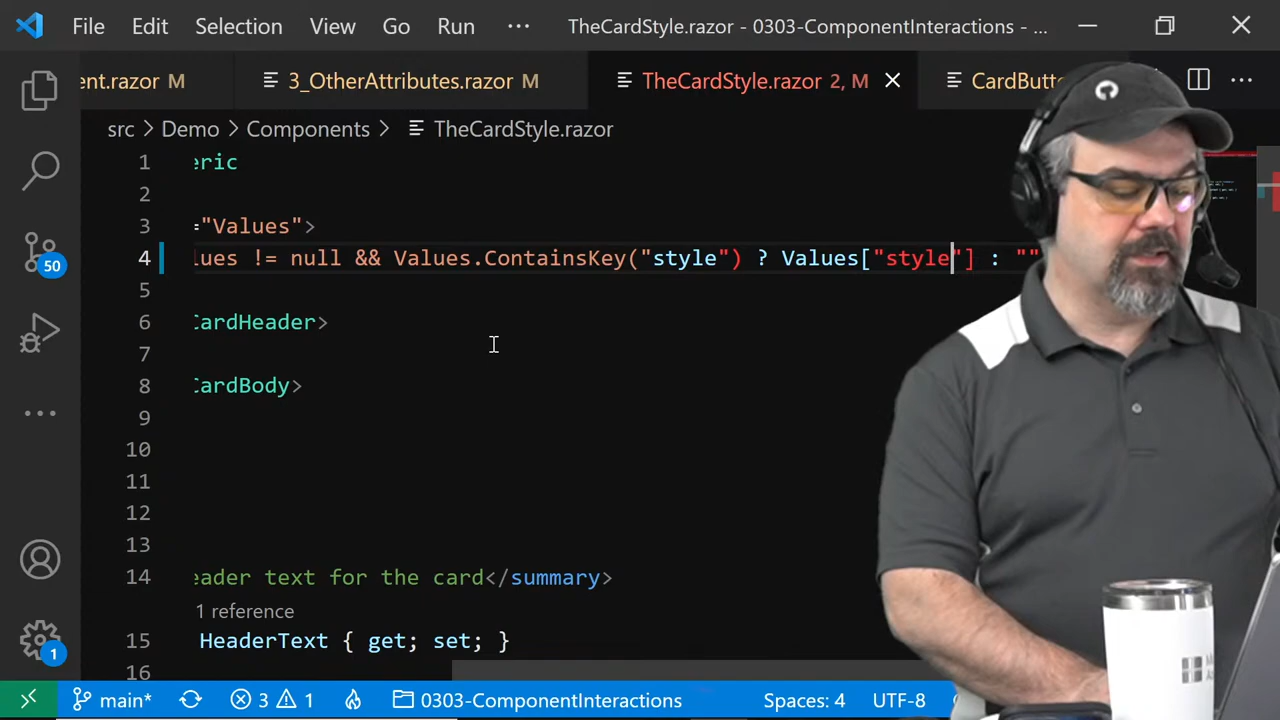 File Edit Selection View Go Run ··· TheCardStyle.razor - 0303-ComponentInteractions - ...
ent.razor M 3_OtherAttributes.razor M TheCardStyle.razor 2, M CardButt
src > Demo > Components > TheCardStyle.razor
1 eric
2
3 ="Values">
4 lues != null && Values.ContainsKey("style") ? Values["style"] : ""
5
6 CardHeader>
7
8 CardBody>
9
10
11
12
13
14 eader text for the card</summary>
1 reference
15 HeaderText { get; set; }
16
50
1
main* 3 1 0303-ComponentInteractions Spaces: 4 UTF-8